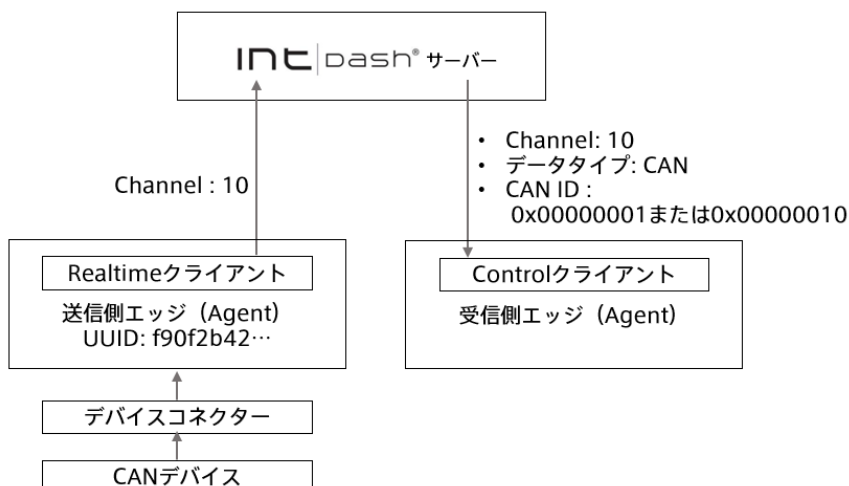 INT|DASH® サーバー
Channel : 10
• Channel: 10
• データタイプ: CAN
• CAN ID :
0x00000001または0x00000010
Realtimeクライアント
送信側エッジ（Agent）
UUID: f90f2b42…
Controlクライアント
受信側エッジ（Agent）
デバイスコネクター
CANデバイス